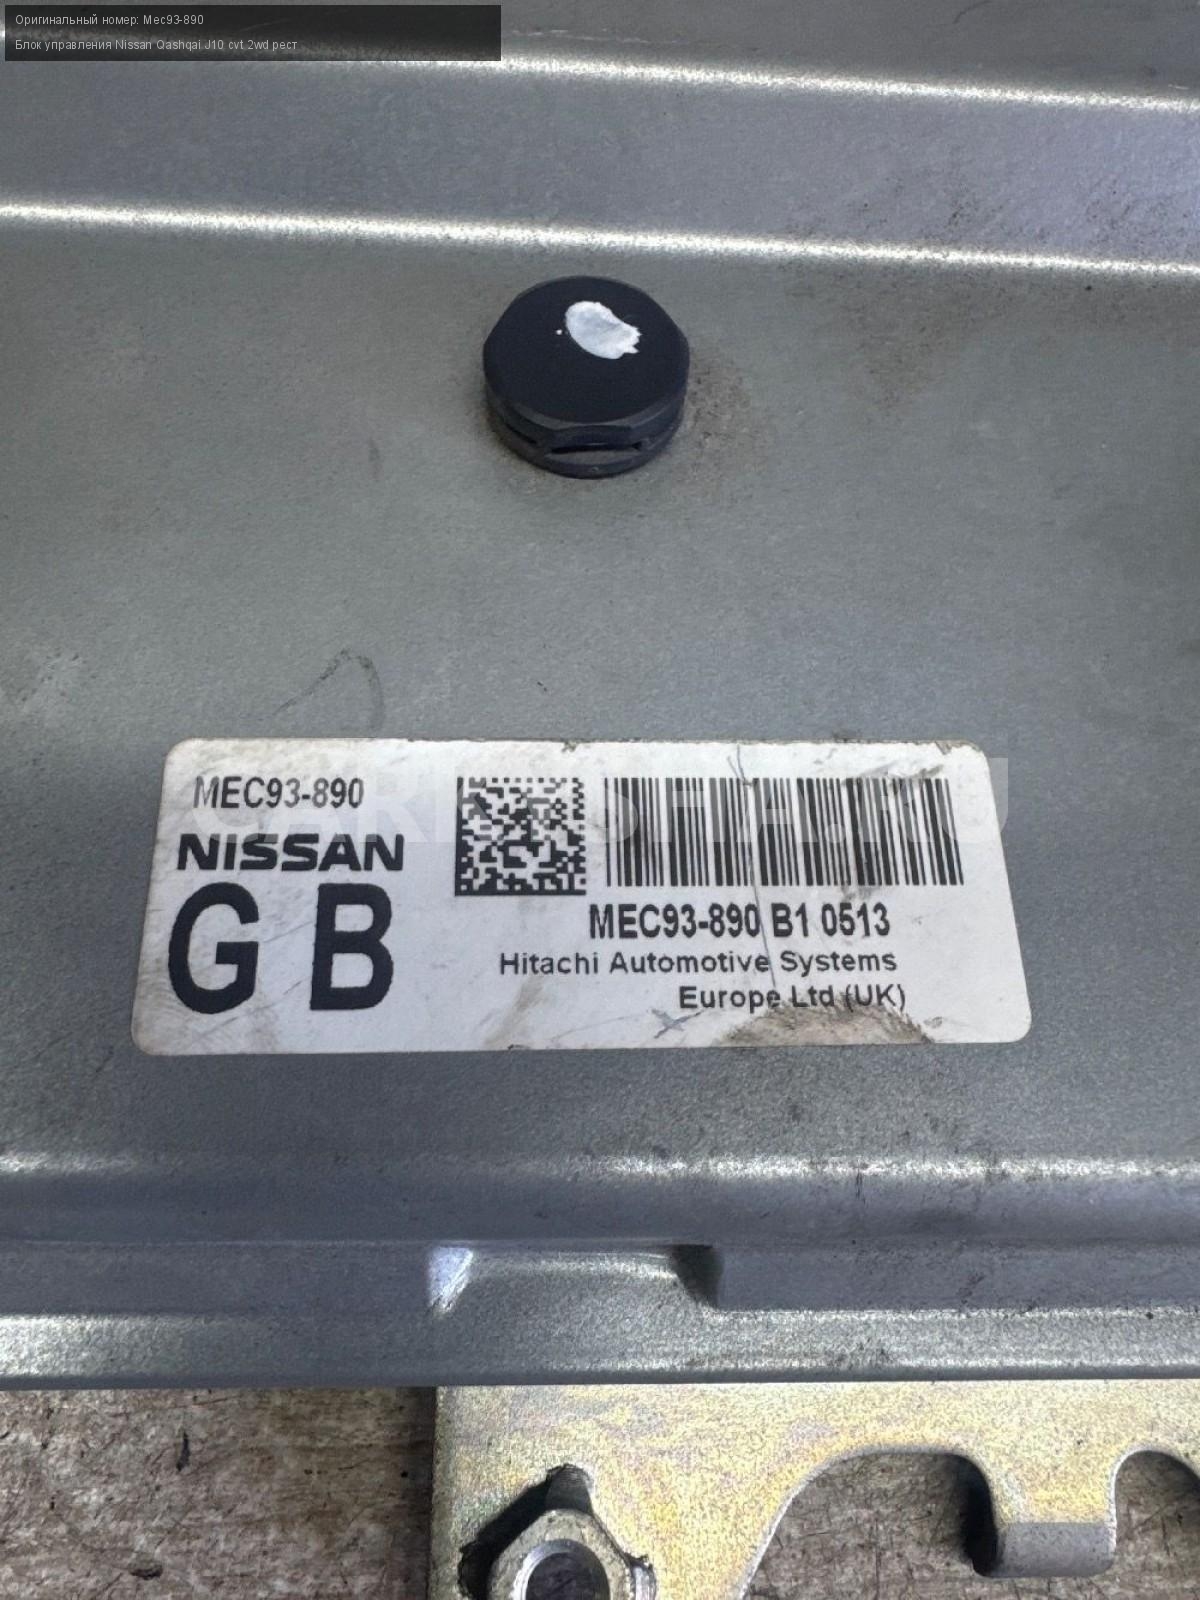 Оригинальный номер: Mec93-890
Блок управления Nissan Qashqai J10 cvt 2wd рест
MEC93-890
NISSAN
G B
MEC93-890 B1 0513
Hitachi Automotive Systems
Europe Ltd (UK)